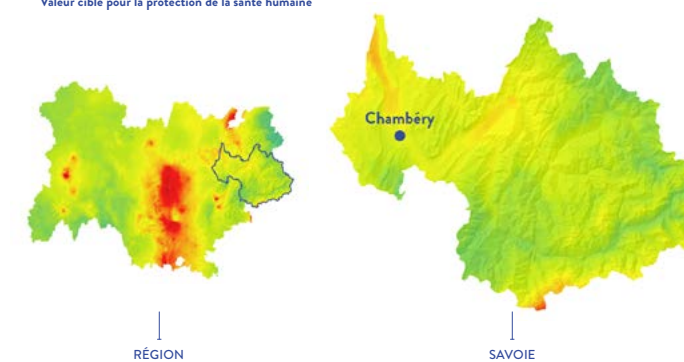 Valeur cible pour la protection de la santé humaine
Chambéry
RÉGION
SAVOIE